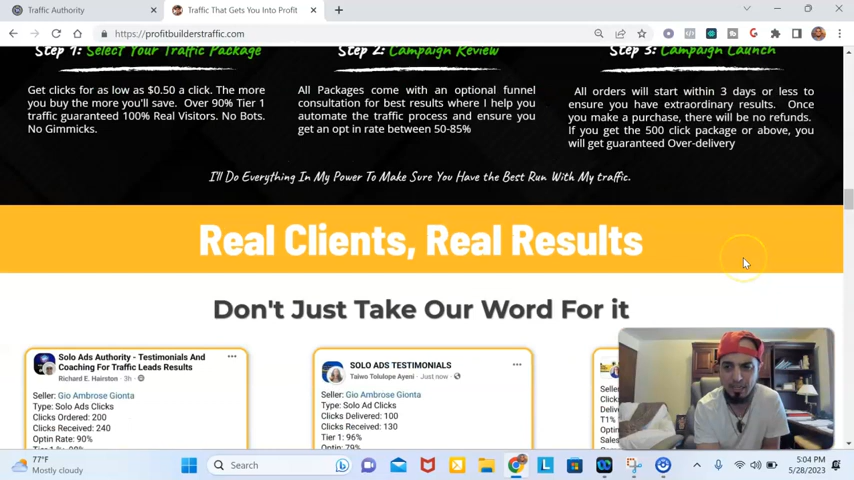 Traffic Authority
Traffic That Gets You Into Profit
https://profitbuilderstraffic.com
Step 1: Select Your Traffic Package
Step 2: Campaign Review
Step 3: Campaign Launch
Get clicks for as low as $0.50 a click. The more
you buy the more you'll save. Over 90% Tier 1
traffic guaranteed 100% Real Visitors. No Bots.
No Gimmicks.
All Packages come with an optional funnel
consultation for best results where I help you
automate the traffic process and ensure you
get an opt in rate between 50-85%
All orders will start within 3 days or less to
ensure you have extraordinary results. Once
you make a purchase, there will be no refunds.
If you get the 500 click package or above, you
will get guaranteed Over-delivery
I'll Do Everything In My Power To Make Sure You Have the Best Run With My traffic.
Real Clients, Real Results
Don't Just Take Our Word For it
Solo Ads Authority - Testimonials And
Coaching For Traffic Leads Results
Richard E. Hairston · 3h
Seller: Gio Ambrose Gionta
Type: Solo Ads Clicks
Clicks Ordered: 200
Clicks Received: 240
Optin Rate: 90%
SOLO ADS TESTIMONIALS
Taiwo Tolulope Ayeni · Just now
Seller: Gio Ambrose Gionta
Type: Solo Ad Clicks
Clicks Delivered: 100
Clicks Received: 130
Tier 1: 96%
Optin: 79%
77°F
Mostly cloudy
Search
5:04 PM
5/28/2023